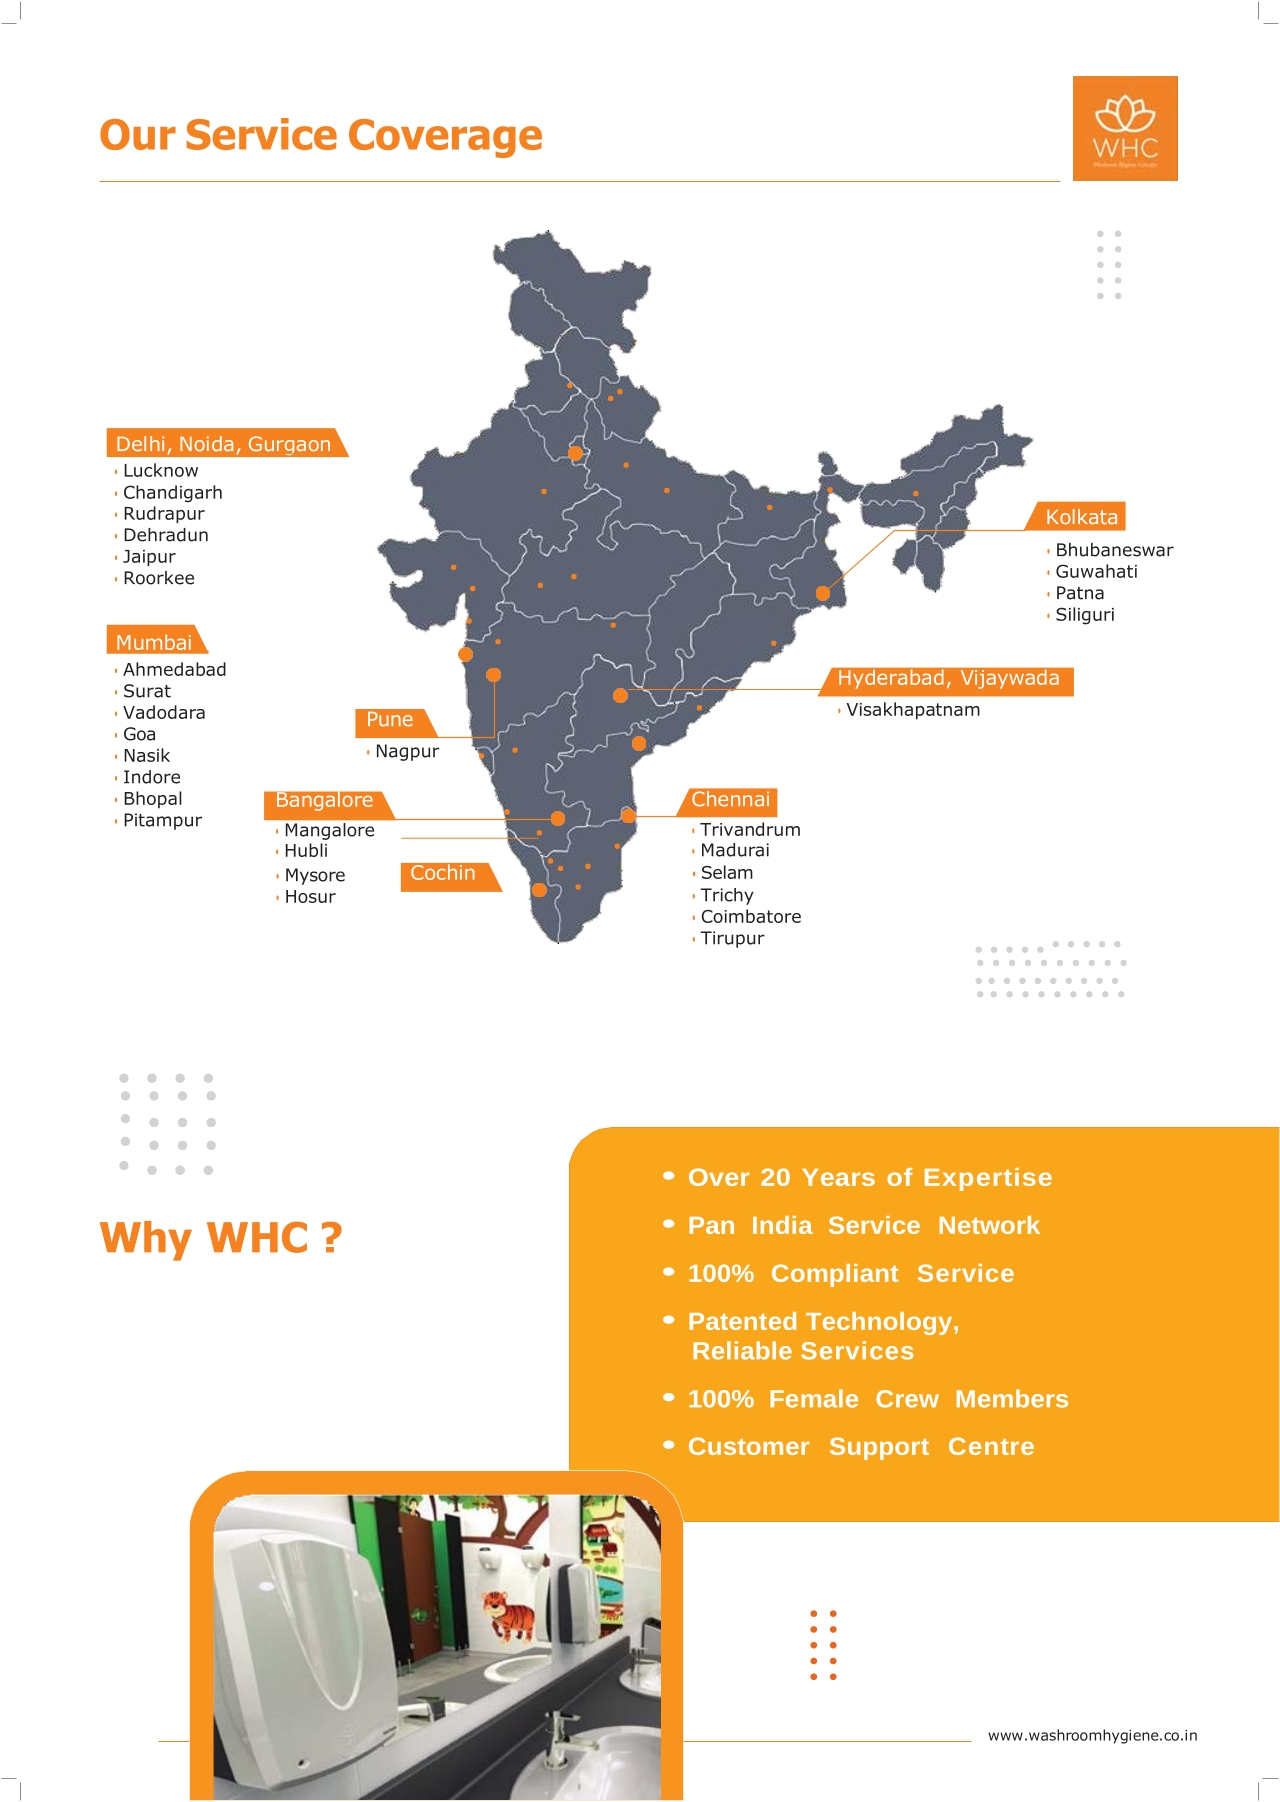 Our Service Coverage
WHC
Delhi, Noida, Gurgaon
Lucknow
Chandigarh
Rudrapur
Dehradun
Jaipur
Roorkee
Mumbai
Ahmedabad
Surat
Vadodara
Goa
Nasik
Indore
Bhopal
Pitampur
Pune
Nagpur
Bangalore
Mangalore
Hubli
Mysore
Hosur
Cochin
Kolkata
Bhubaneswar
Guwahati
Patna
Siliguri
Hyderabad, Vijaywada
Visakhapatnam
Chennai
Trivandrum
Madurai
Selam
Trichy
Coimbatore
Tirupur
Why WHC ?
• Over 20 Years of Expertise
• Pan India Service Network
• 100% Compliant Service
• Patented Technology,
Reliable Services
• 100% Female Crew Members
• Customer Support Centre
www.washroomhygiene.co.in